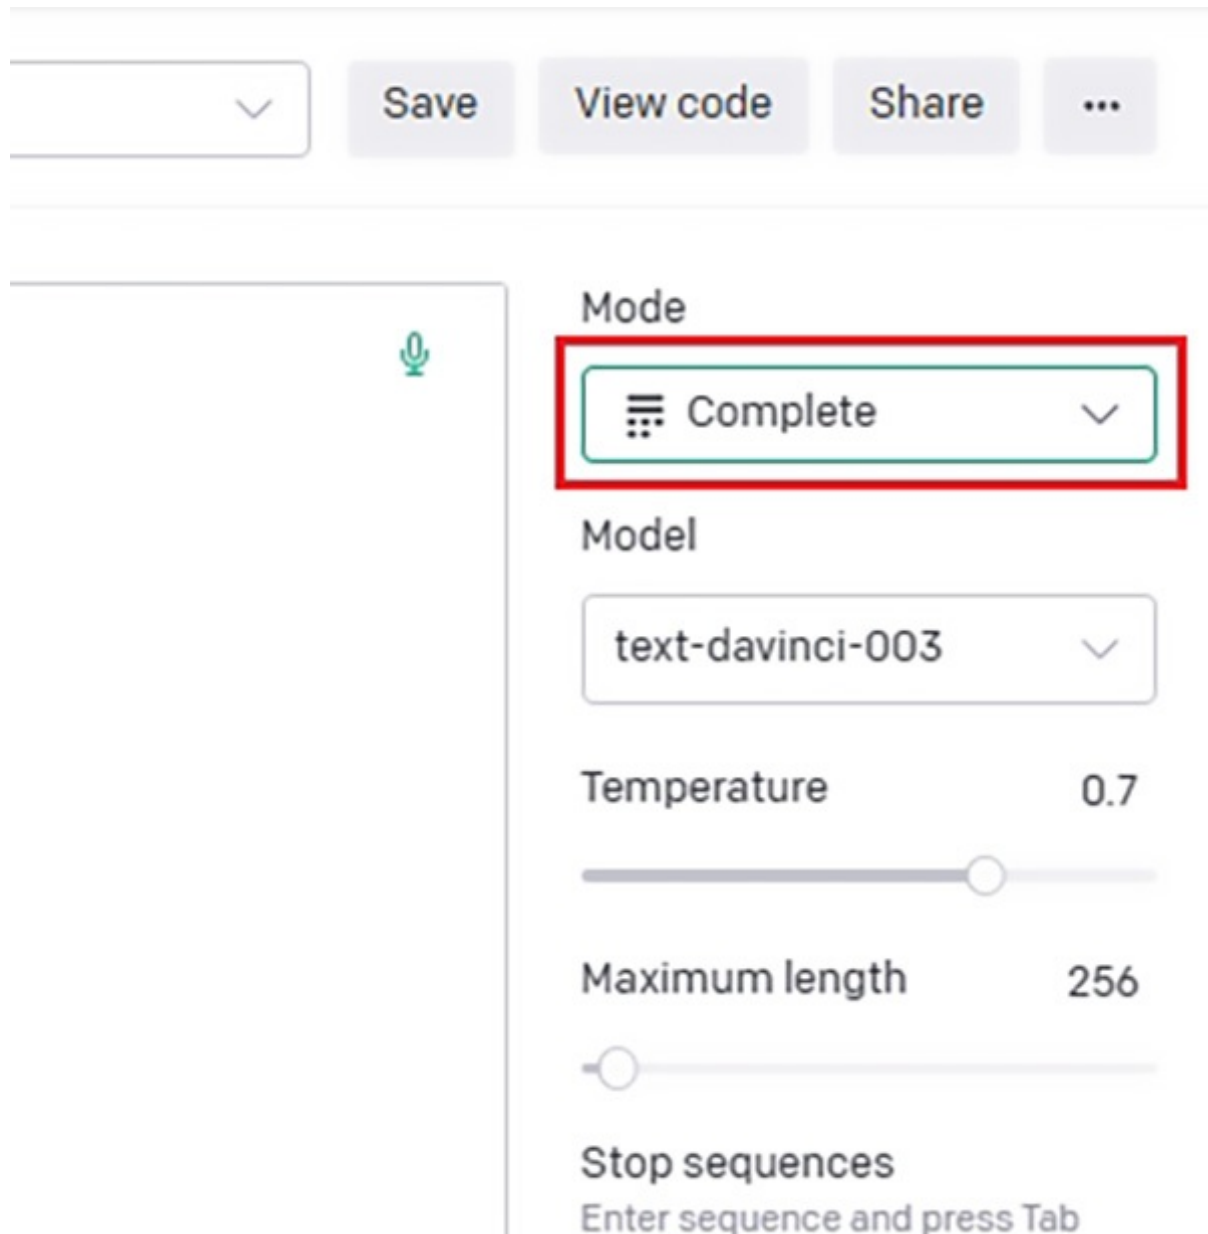 Save View code Share ...
Mode
Complete
Model
text-davinci-003
Temperature 0.7
Maximum length 256
Stop sequences
Enter sequence and press Tab